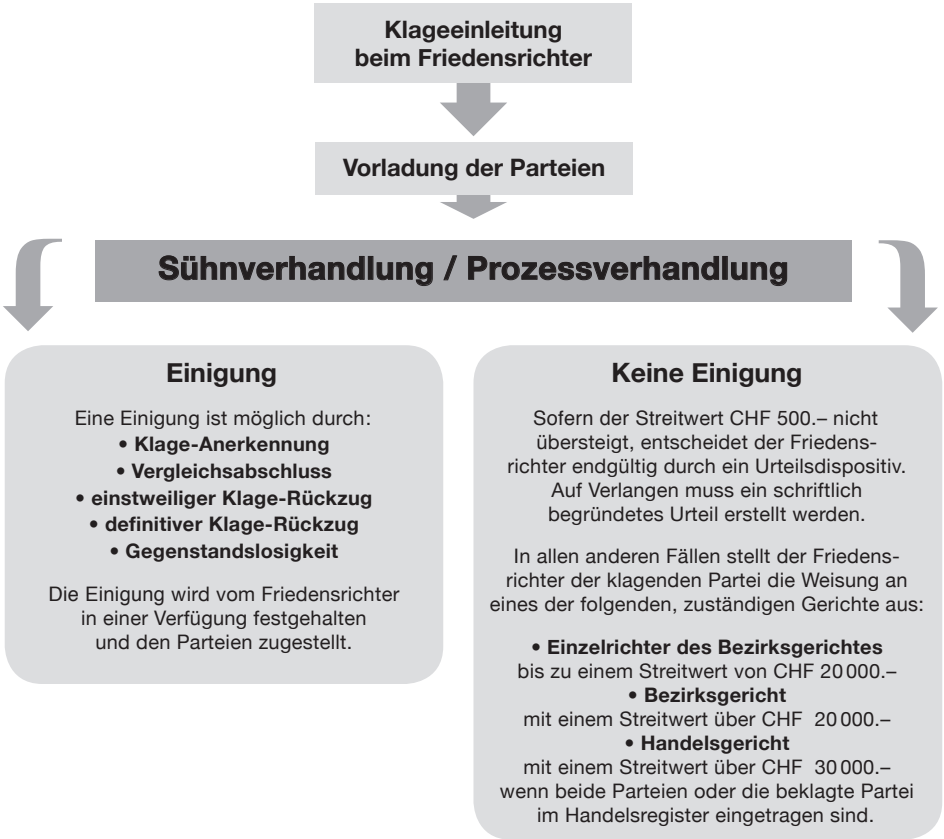 Klageeinleitung
beim Friedensrichter
Vorladung der Parteien
Sühnverhandlung / Prozessverhandlung
Einigung
Eine Einigung ist möglich durch:
• Klage-Anerkennung
• Vergleichsabschluss
• einstweiliger Klage-Rückzug
• definitiver Klage-Rückzug
• Gegenstandslosigkeit
Die Einigung wird vom Friedensrichter
in einer Verfügung festgehalten
und den Parteien zugestellt.
Keine Einigung
Sofern der Streitwert CHF 500.– nicht
übersteigt, entscheidet der Friedens-
richter endgültig durch ein Urteilsdispositiv.
Auf Verlangen muss ein schriftlich
begründetes Urteil erstellt werden.
In allen anderen Fällen stellt der Friedens-
richter der klagenden Partei die Weisung an
eines der folgenden, zuständigen Gerichte aus:
• Einzelrichter des Bezirksgerichtes
bis zu einem Streitwert von CHF 20 000.–
• Bezirksgericht
mit einem Streitwert über CHF 20 000.–
• Handelsgericht
mit einem Streitwert über CHF 30 000.–
wenn beide Parteien oder die beklagte Partei
im Handelsregister eingetragen sind.